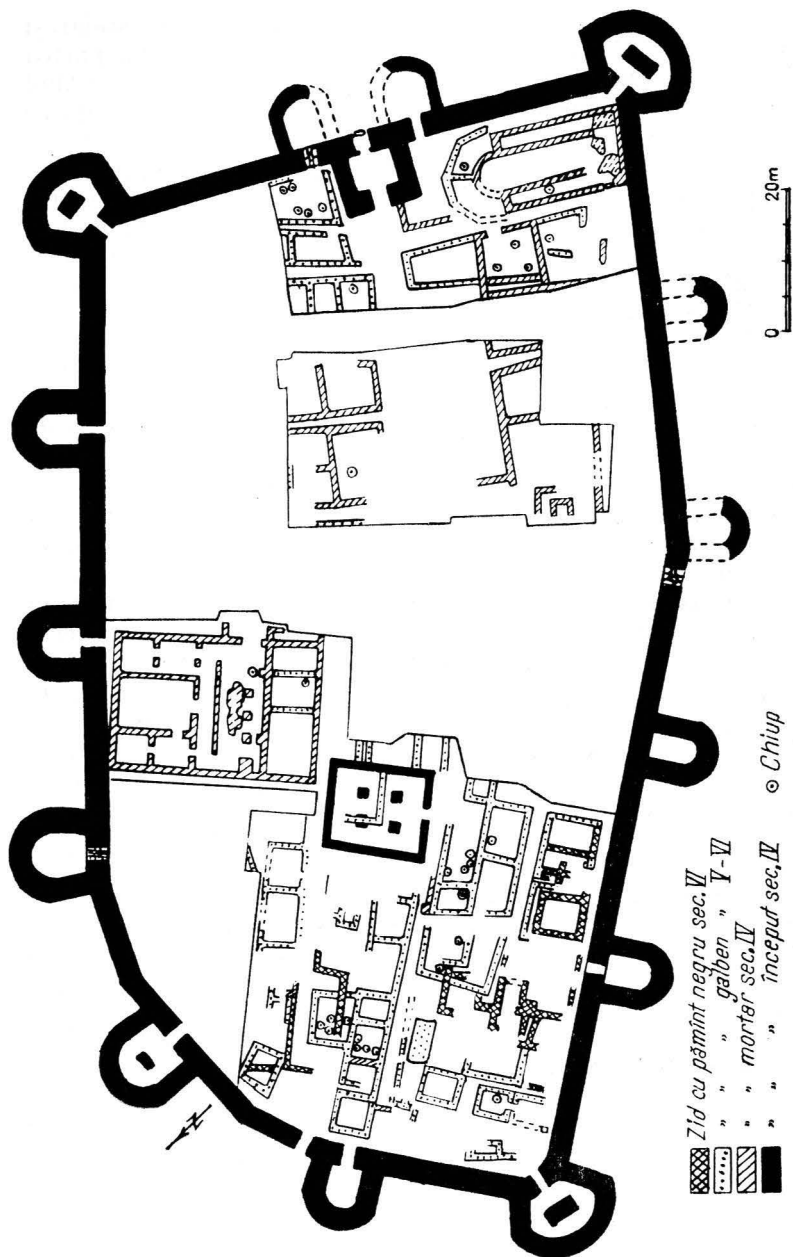 Zid cu pămînt negru sec. VI
" " " galben " V-VI
" " mortar sec. IV
" " " început sec. IV
Chiup
0 20m
N